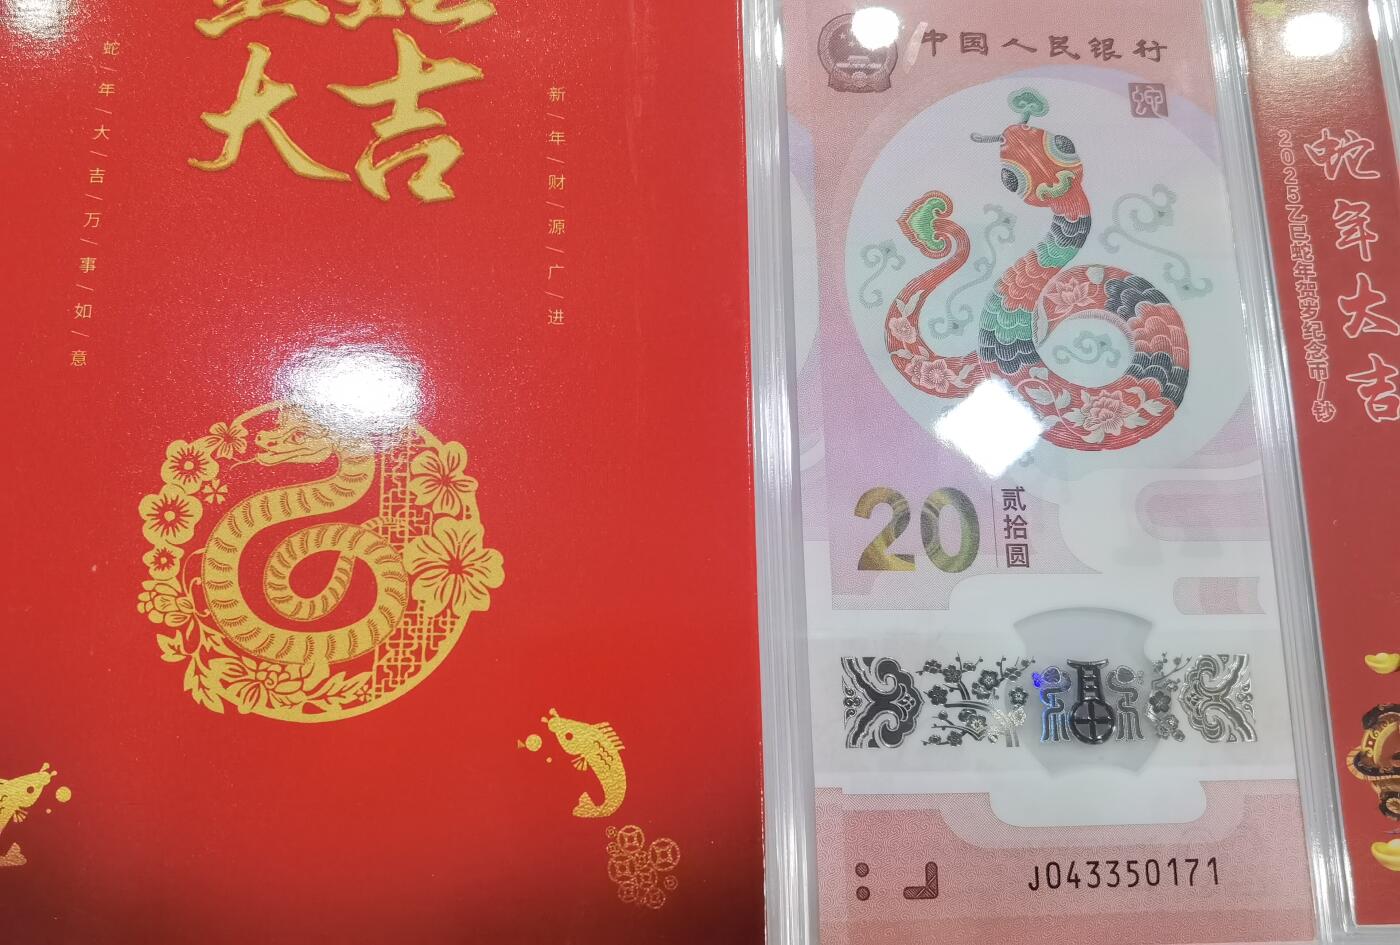 大吉
蛇/年/大/吉/万/事/如/意
新/年/财/源/广/进
中国人民银行
蛇
20
贰拾圆
J043350171
蛇年大吉
2025乙巳蛇年贺岁纪念币/钞